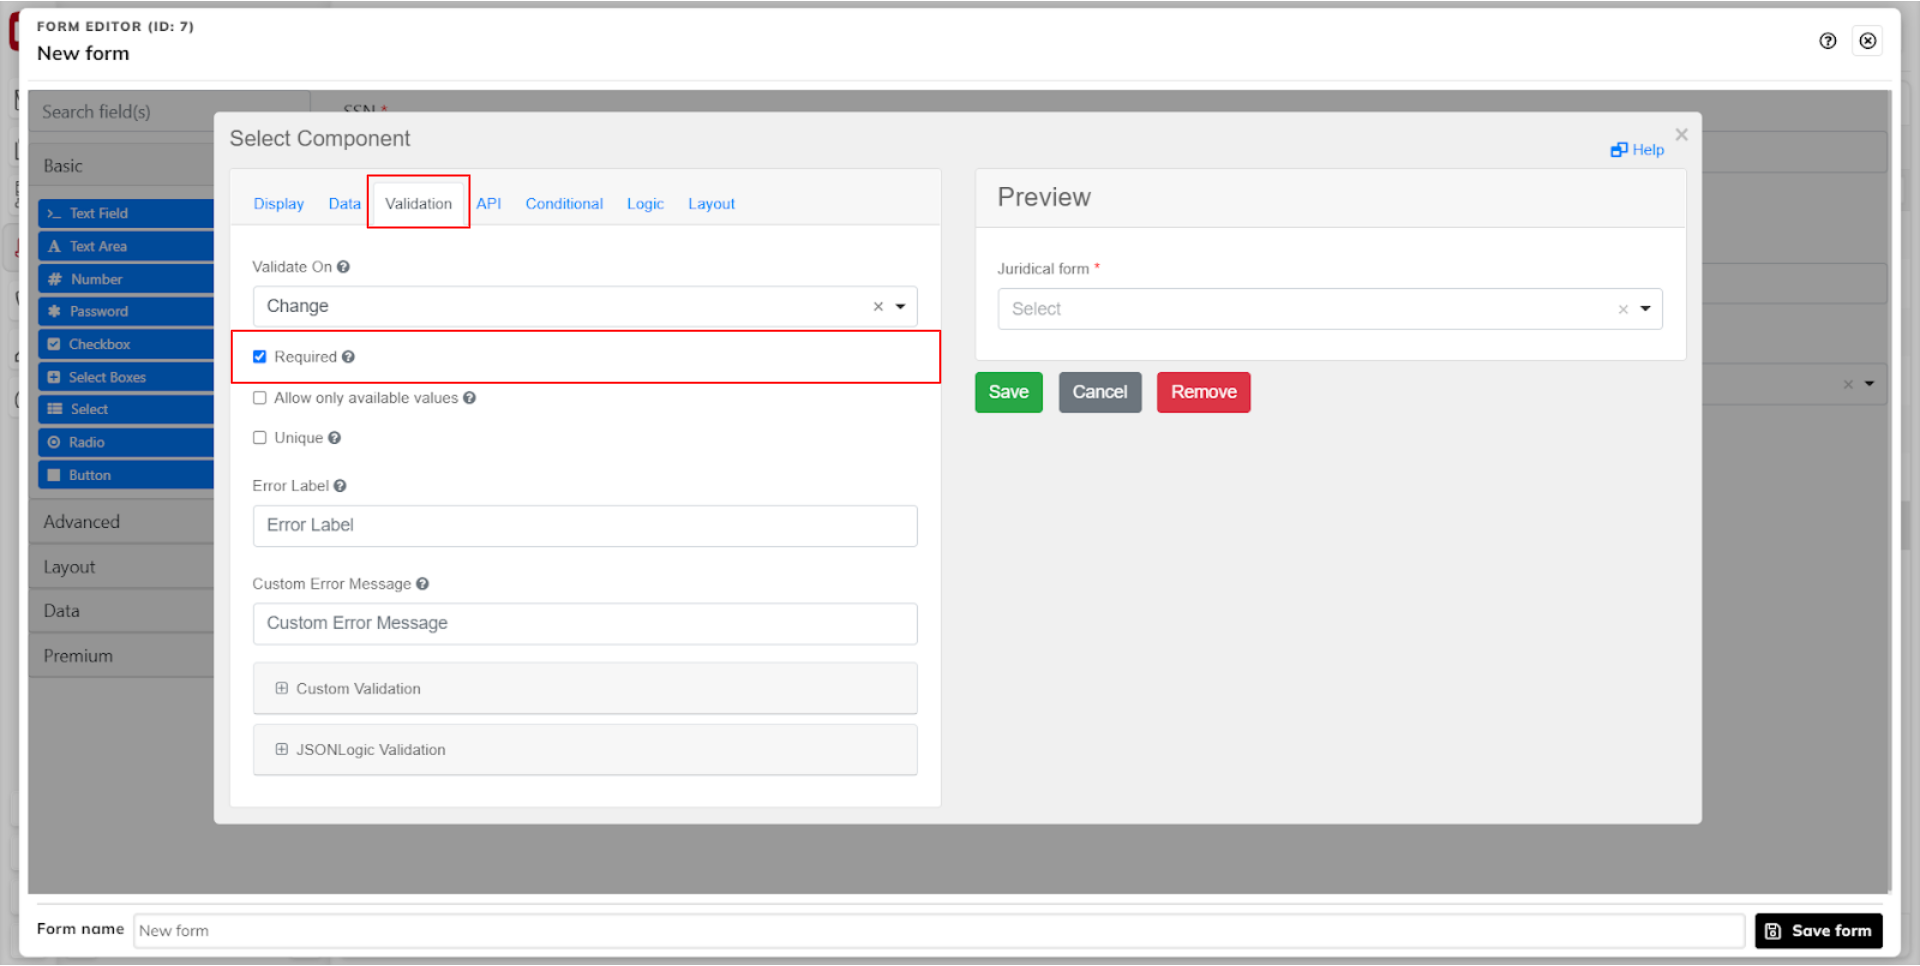 FORM EDITOR (ID: 7)
New form
Search field(s)
SSN *
Basic
Text Field
Text Area
Number
Password
Checkbox
Select Boxes
Select
Radio
Button
Advanced
Layout
Data
Premium
Select Component
Help
Display Data Validation API Conditional Logic Layout
Validate On
Change
Required
Allow only available values
Unique
Error Label
Error Label
Custom Error Message
Custom Error Message
Custom Validation
JSONLogic Validation
Preview
Juridical form *
Select
Save Cancel Remove
Form name New form Save form